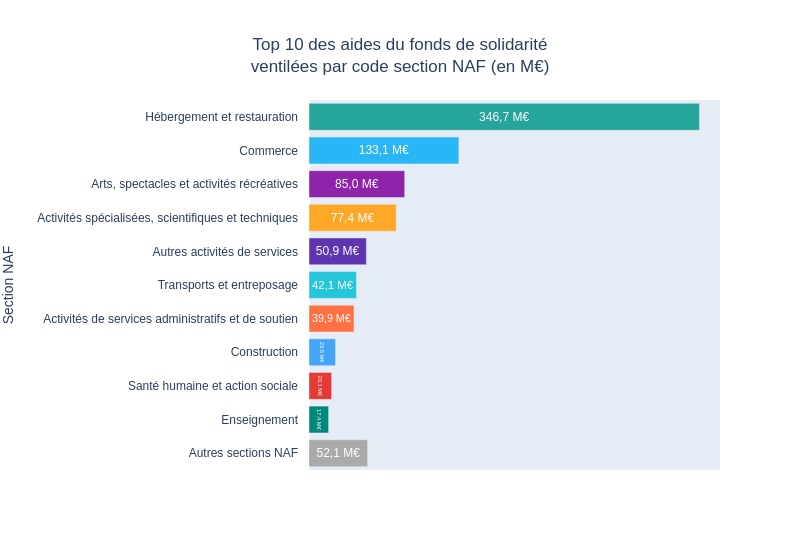 Top 10 des aides du fonds de solidarité
ventilées par code section NAF (en M€)
Section NAF
Hébergement et restauration 346,7 M€
Commerce 133,1 M€
Arts, spectacles et activités récréatives 85,0 M€
Activités spécialisées, scientifiques et techniques 77,4 M€
Autres activités de services 50,9 M€
Transports et entreposage 42,1 M€
Activités de services administratifs et de soutien 39,9 M€
Construction
Santé humaine et action sociale
Enseignement 17,4 M€
Autres sections NAF 52,1 M€